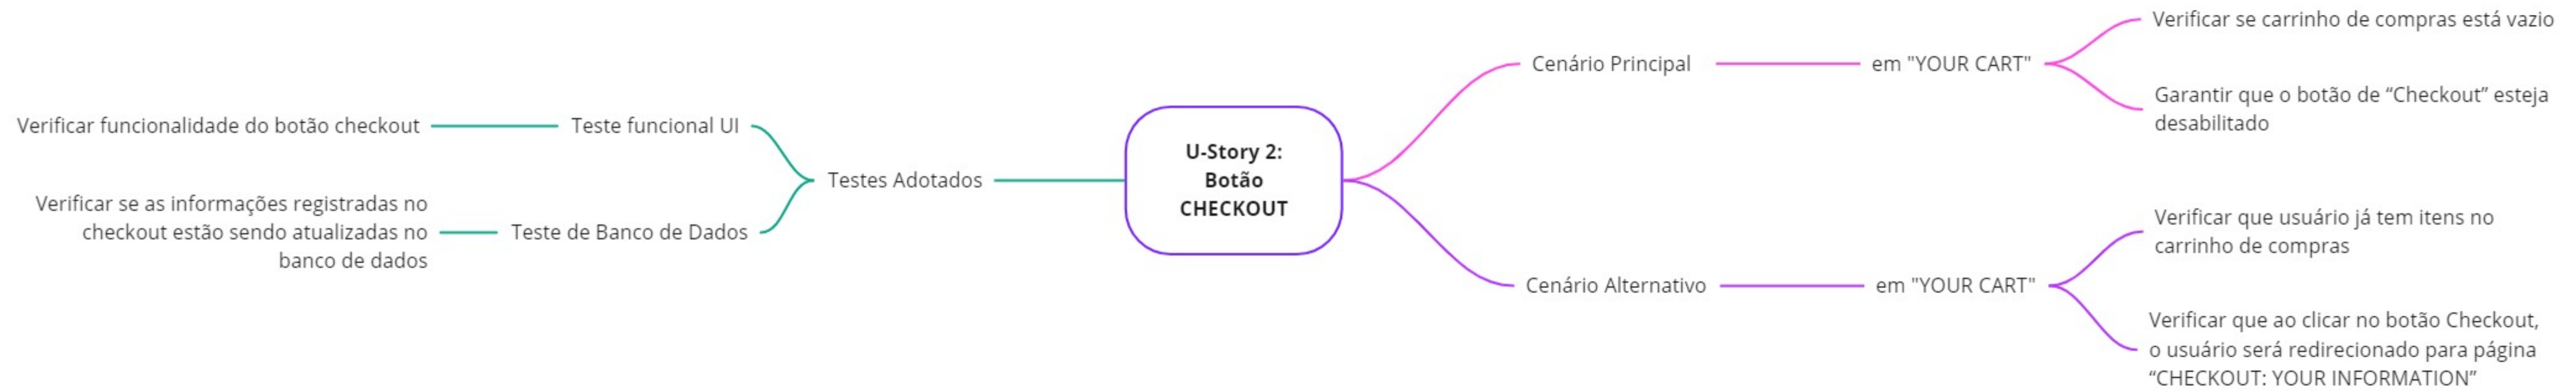 U-Story 2:
Botão
CHECKOUT
Testes Adotados
Teste funcional UI
Verificar funcionalidade do botão checkout
Teste de Banco de Dados
Verificar se as informações registradas no
checkout estão sendo atualizadas no
banco de dados
Cenário Principal
em "YOUR CART"
Verificar se carrinho de compras está vazio
Garantir que o botão de “Checkout” esteja
desabilitado
Cenário Alternativo
em "YOUR CART"
Verificar que usuário já tem itens no
carrinho de compras
Verificar que ao clicar no botão Checkout,
o usuário será redirecionado para página
“CHECKOUT: YOUR INFORMATION”